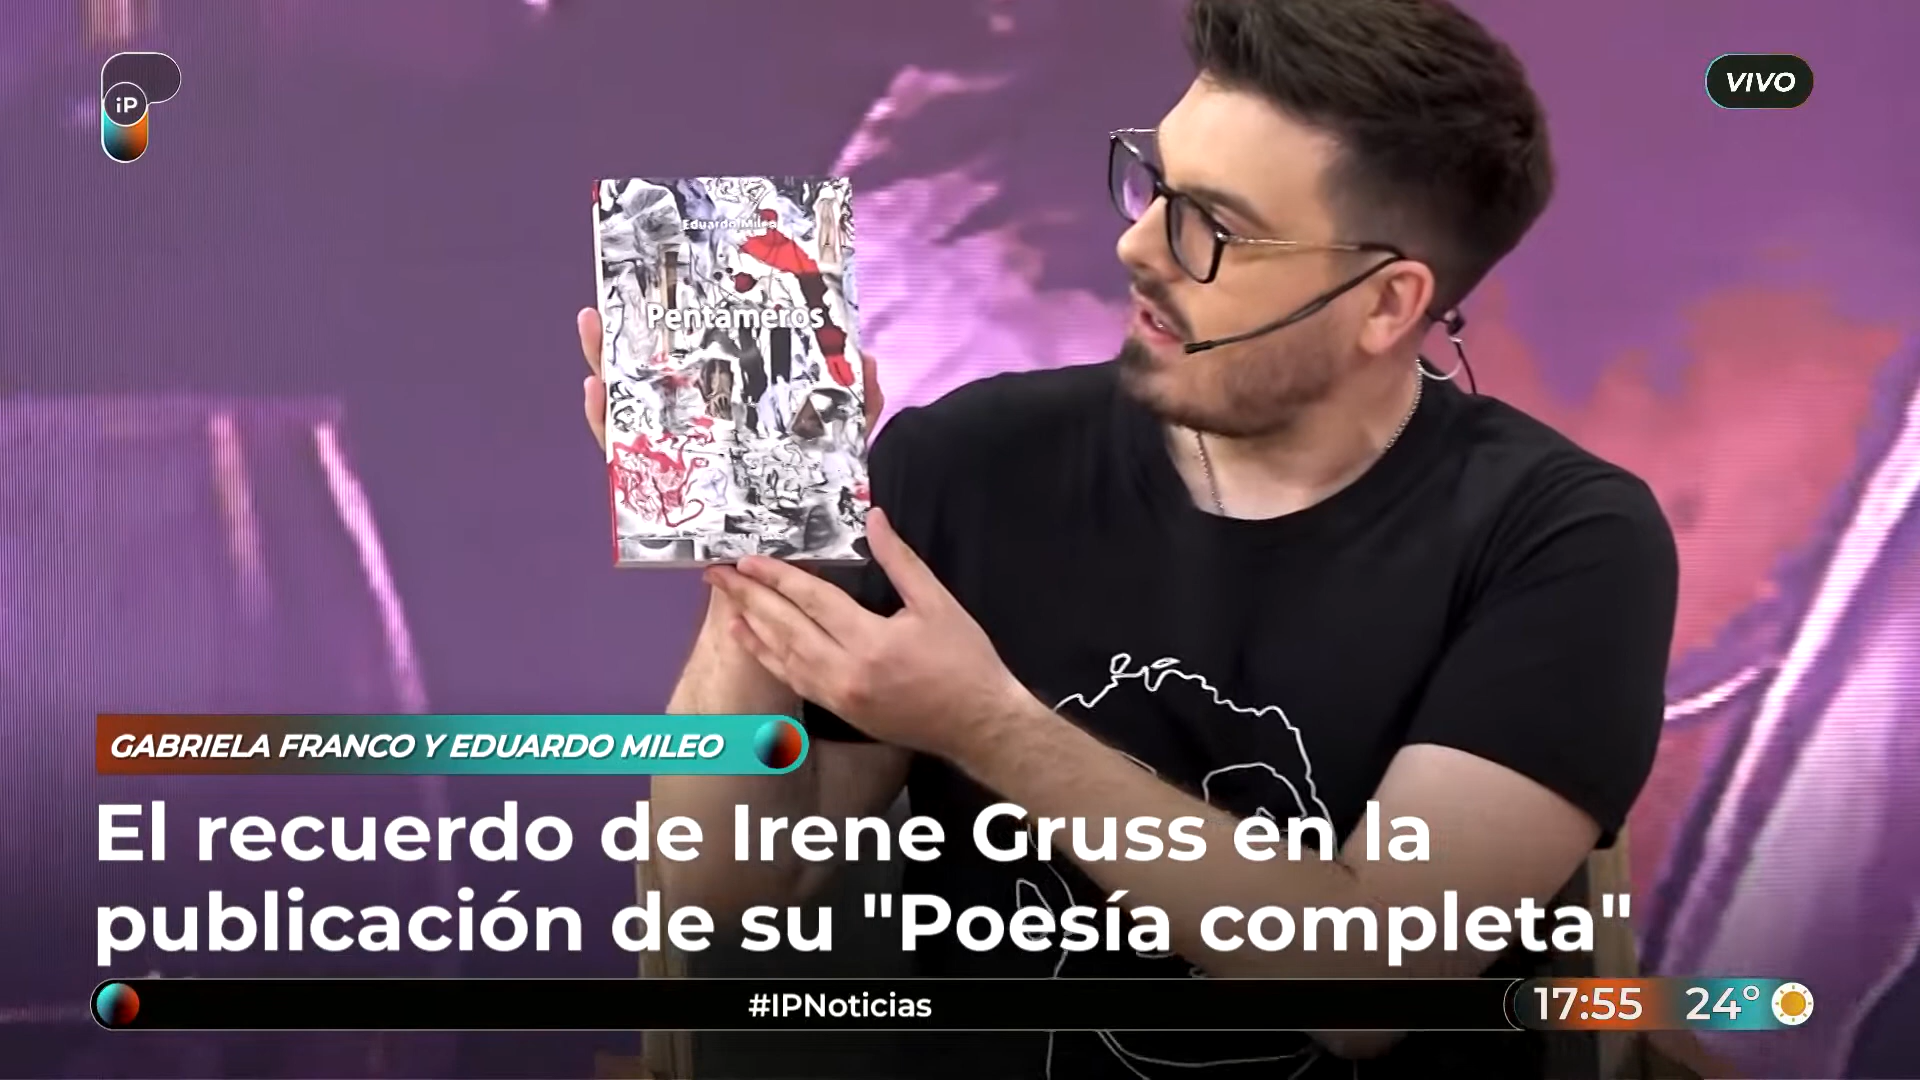 iP
VIVO
Eduardo Mileo
Pentámeros
GABRIELA FRANCO Y EDUARDO MILEO
El recuerdo de Irene Gruss en la
publicación de su "Poesía completa"
#IPNoticias
17:55 24°